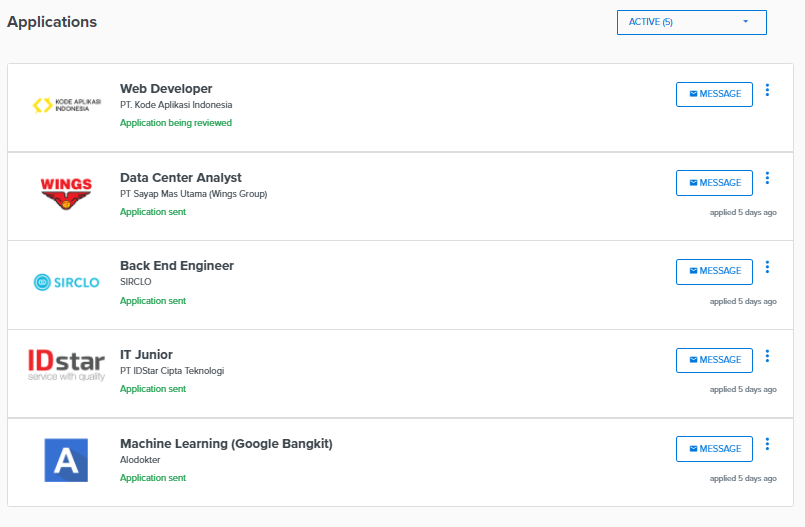 Applications
ACTIVE (5)
KODE APLIKASI
INDONESIA
Web Developer
PT. Kode Aplikasi Indonesia
Application being reviewed
MESSAGE
WINGS
Data Center Analyst
PT Sayap Mas Utama (Wings Group)
Application sent
MESSAGE
applied 5 days ago
SIRCLO
Back End Engineer
SIRCLO
Application sent
MESSAGE
applied 5 days ago
IDstar
service with quality
IT Junior
PT IDStar Cipta Teknologi
Application sent
MESSAGE
applied 5 days ago
A
Machine Learning (Google Bangkit)
Alodokter
Application sent
MESSAGE
applied 5 days ago